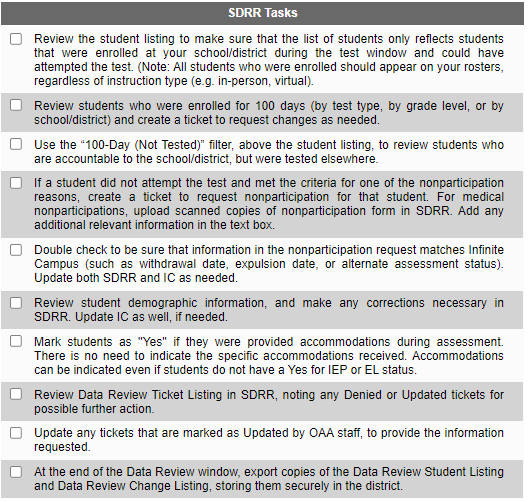 SDRR Tasks
Review the student listing to make sure that the list of students only reflects students
that were enrolled at your school/district during the test window and could have
attempted the test. (Note: All students who were enrolled should appear on your rosters,
regardless of instruction type (e.g. in-person, virtual).
Review students who were enrolled for 100 days (by test type, by grade level, or by
school/district) and create a ticket to request changes as needed.
Use the “100-Day (Not Tested)” filter, above the student listing, to review students who
are accountable to the school/district, but were tested elsewhere.
If a student did not attempt the test and met the criteria for one of the nonparticipation
reasons, create a ticket to request nonparticipation for that student. For medical
nonparticipations, upload scanned copies of nonparticipation form in SDRR. Add any
additional relevant information in the text box.
Double check to be sure that information in the nonparticipation request matches Infinite
Campus (such as withdrawal date, expulsion date, or alternate assessment status).
Update both SDRR and IC as needed.
Review student demographic information, and make any corrections necessary in
SDRR. Update IC as well, if needed.
Mark students as "Yes" if they were provided accommodations during assessment.
There is no need to indicate the specific accommodations received. Accommodations
can be indicated even if students do not have a Yes for IEP or EL status.
Review Data Review Ticket Listing in SDRR, noting any Denied or Updated tickets for
possible further action.
Update any tickets that are marked as Updated by OAA staff, to provide the information
requested.
At the end of the Data Review window, export copies of the Data Review Student Listing
and Data Review Change Listing, storing them securely in the district.